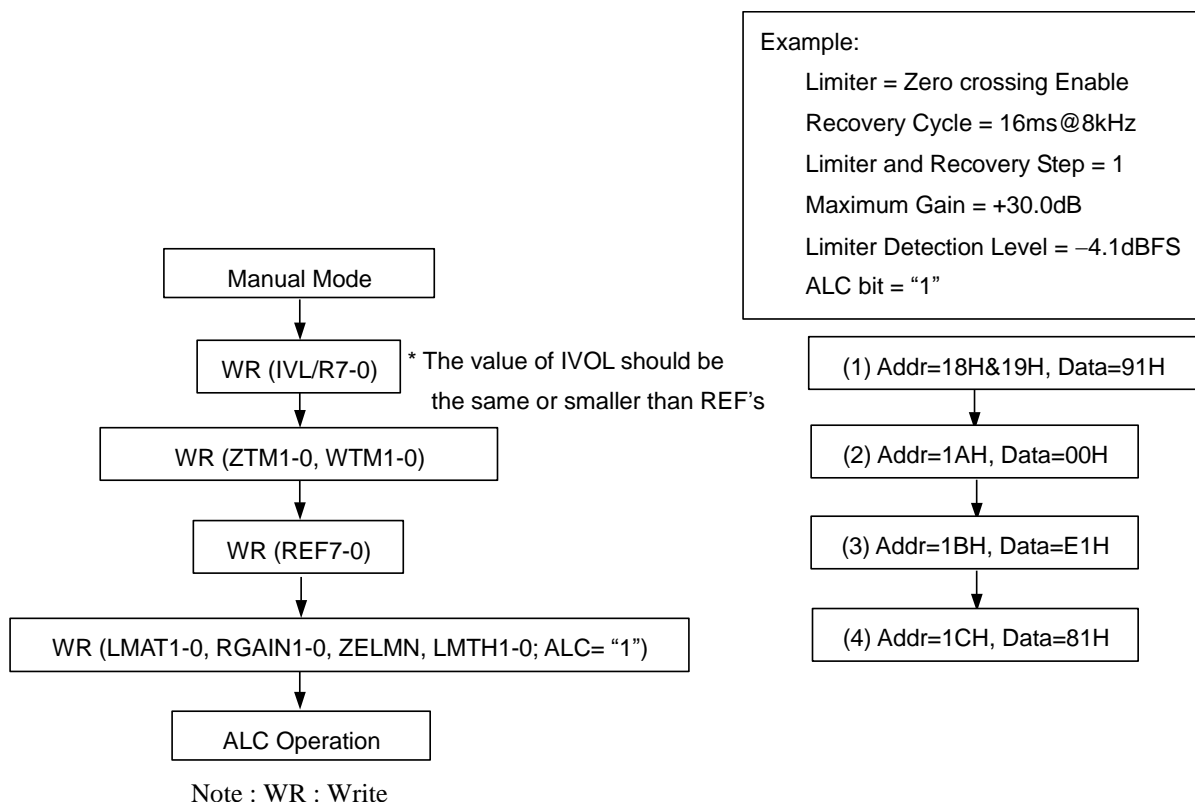 Example:
Limiter = Zero crossing Enable
Recovery Cycle = 16ms@8kHz
Limiter and Recovery Step = 1
Maximum Gain = +30.0dB
Limiter Detection Level = −4.1dBFS
ALC bit = “1”
Manual Mode
WR (IVL/R7-0)
* The value of IVOL should be
the same or smaller than REF’s
WR (ZTM1-0, WTM1-0)
WR (REF7-0)
WR (LMAT1-0, RGAIN1-0, ZELMN, LMTH1-0; ALC= “1”)
ALC Operation
Note : WR : Write
(1) Addr=18H&19H, Data=91H
(2) Addr=1AH, Data=00H
(3) Addr=1BH, Data=E1H
(4) Addr=1CH, Data=81H